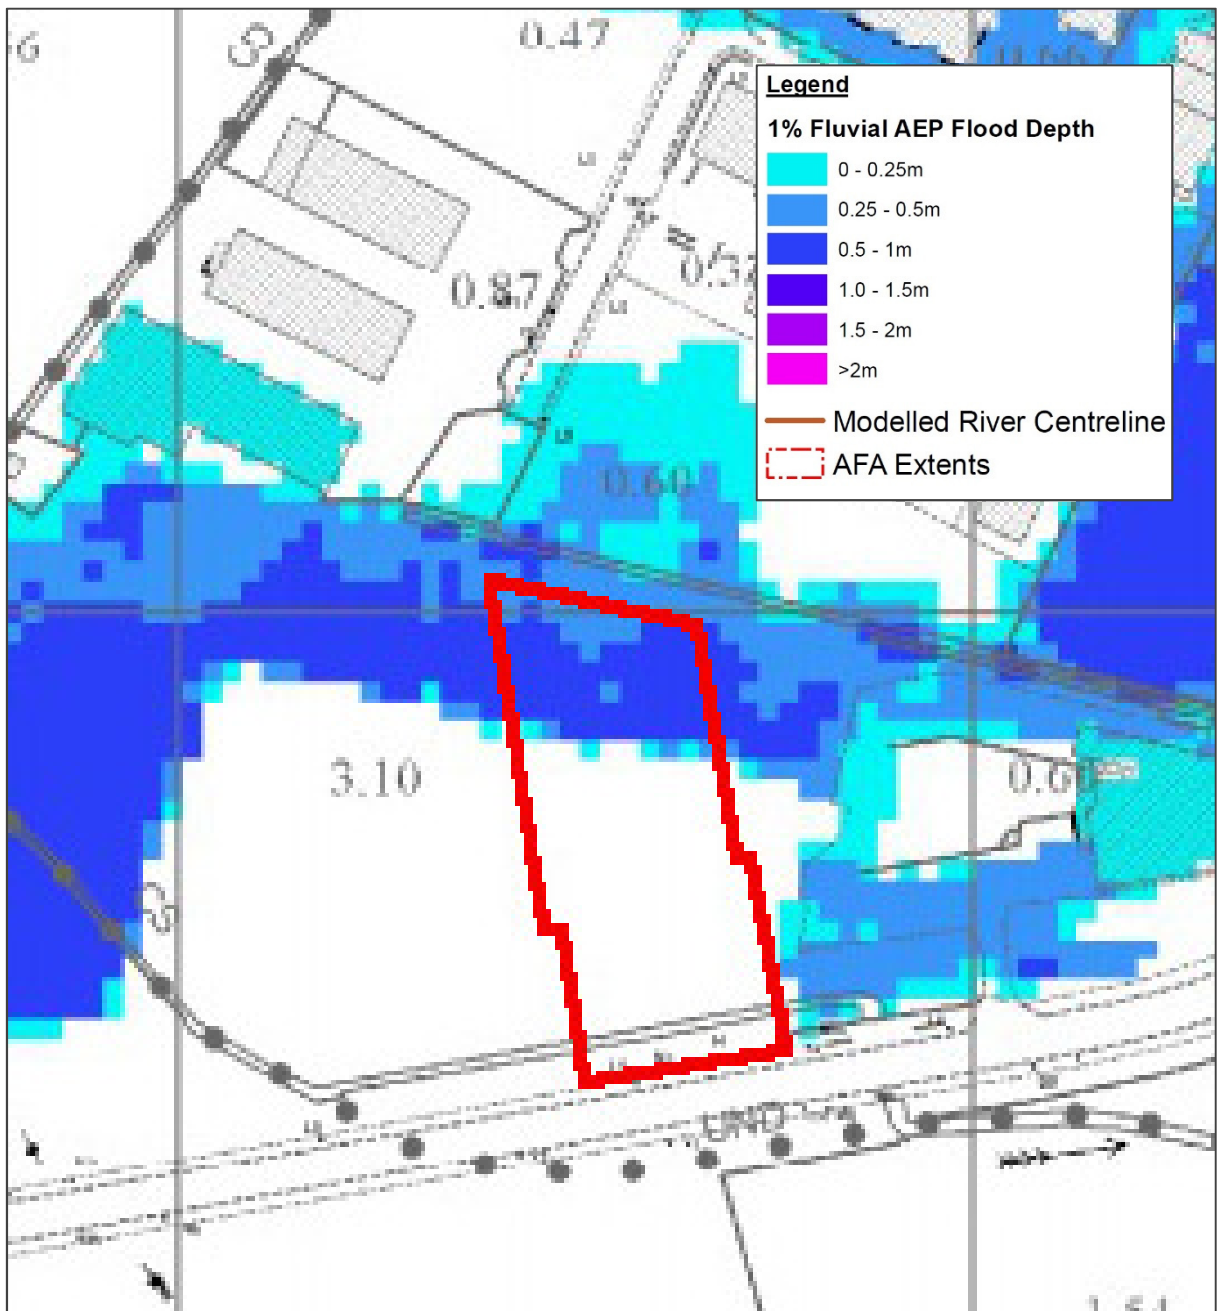 0.47
Legend
1% Fluvial AEP Flood Depth
0 - 0.25m
0.25 - 0.5m
0.5 - 1m
1.0 - 1.5m
1.5 - 2m
>2m
Modelled River Centreline
AFA Extents
0.87
0.60
3.10
UND